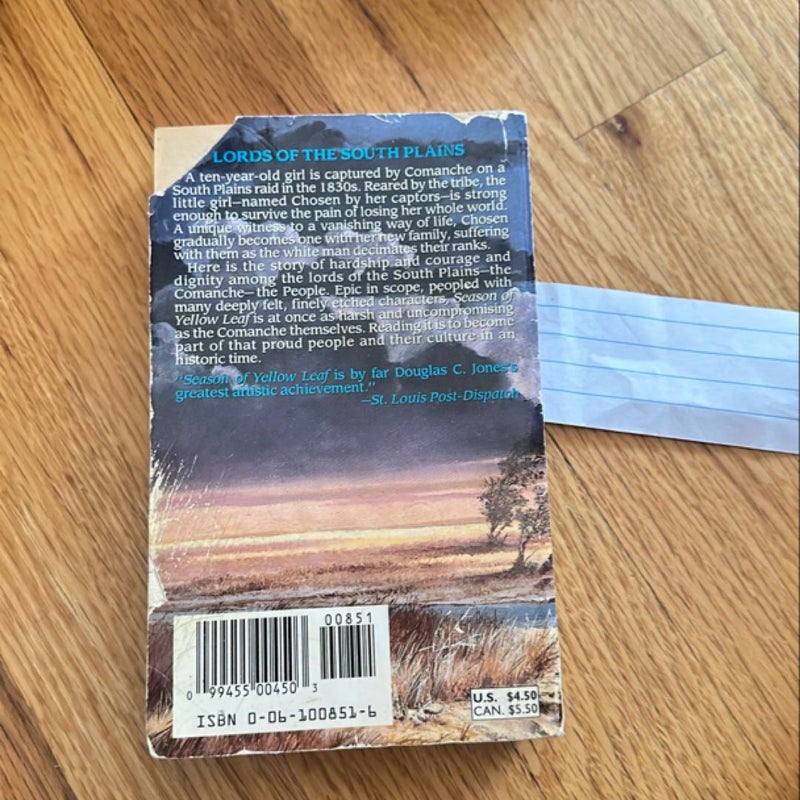 LORDS OF THE SOUTH PLAINS
A ten-year-old girl is captured by Comanche on a
South Plains raid in the 1830s. Reared by the tribe, the
little girl—named Chosen by her captors—is strong
enough to survive the pain of losing her whole world.
A unique witness to a vanishing way of life, Chosen
gradually becomes one with her new family, suffering
with them as the white man decimates their ranks.
Here is the story of hardship and courage and
dignity among the lords of the South Plains—the
Comanche—the People. Epic in scope, peopled with
many deeply felt, finely etched characters, Season of
Yellow Leaf is at once as harsh and uncompromising
as the Comanche themselves. Reading it is to become
part of that proud people and their culture in an
historic time.
"Season of Yellow Leaf is by far Douglas C. Jones's
greatest artistic achievement."
—St. Louis Post-Dispatch
00851
0 99455 00450 3
ISBN 0-06-100851-6
U.S. $4.50
CAN. $5.50